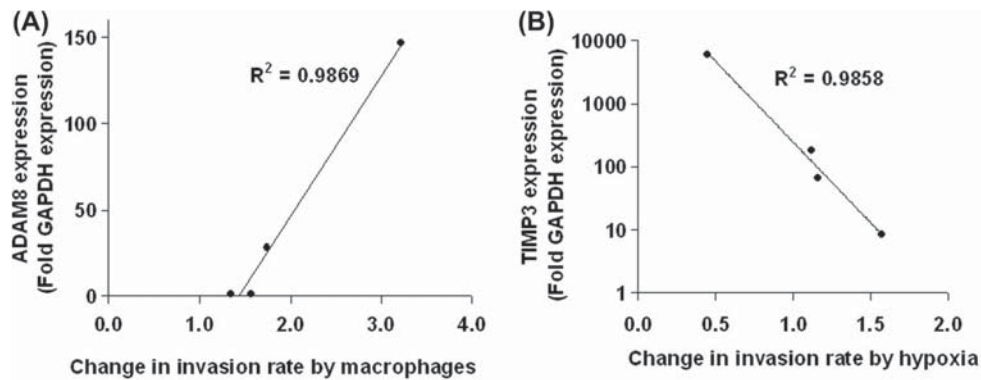 (A)
ADAM8 expression
(Fold GAPDH expression)
150
100
50
0
R² = 0.9869
0.0 1.0 2.0 3.0 4.0
Change in invasion rate by macrophages
(B)
TIMP3 expression
(Fold GAPDH expression)
10000
1000
100
10
1
R² = 0.9858
0.0 0.5 1.0 1.5 2.0
Change in invasion rate by hypoxia